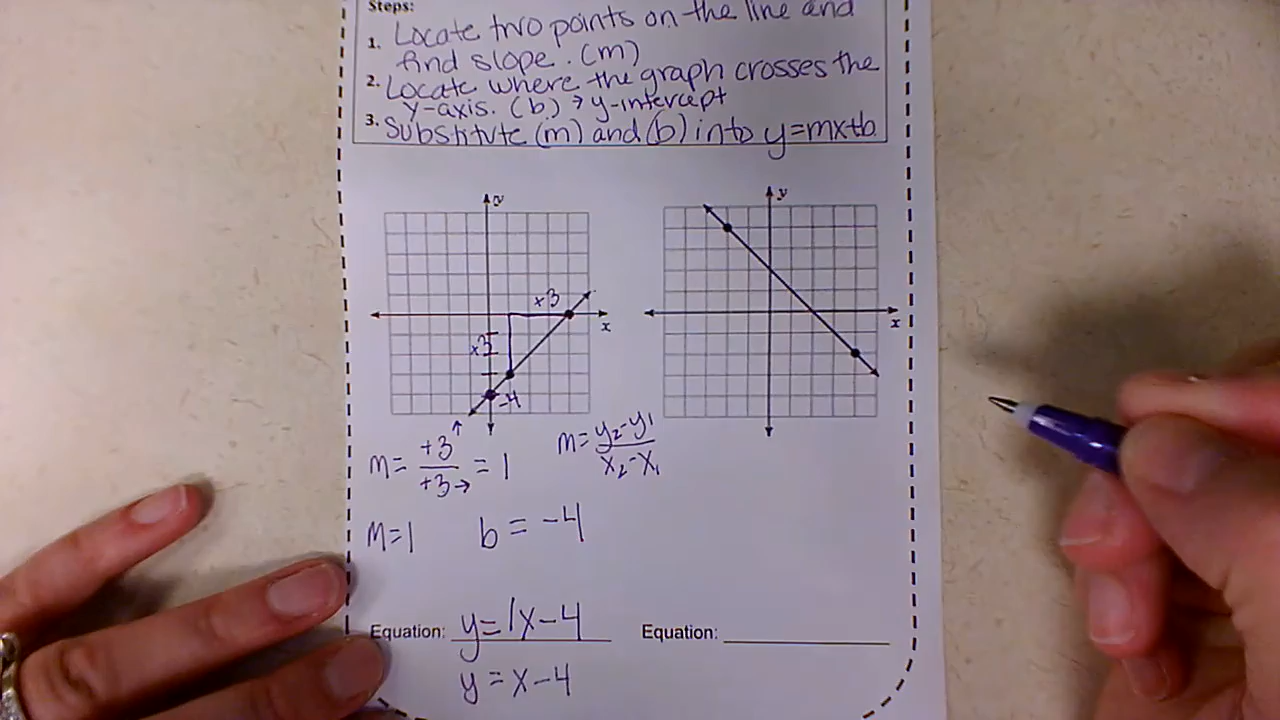 Steps:
1. Locate two points on the line and
find slope. (m)
2. Locate where the graph crosses the
y-axis. (b) → y-intercept
3. Substitute (m) and (b) into y=mx+b
y
y
+3
x
x
+3
-4
m = +3↑ / +3→ = 1
m = y₂-y₁ / x₂-x₁
m=1 b = -4
Equation: y=1x-4 Equation:
y = x-4